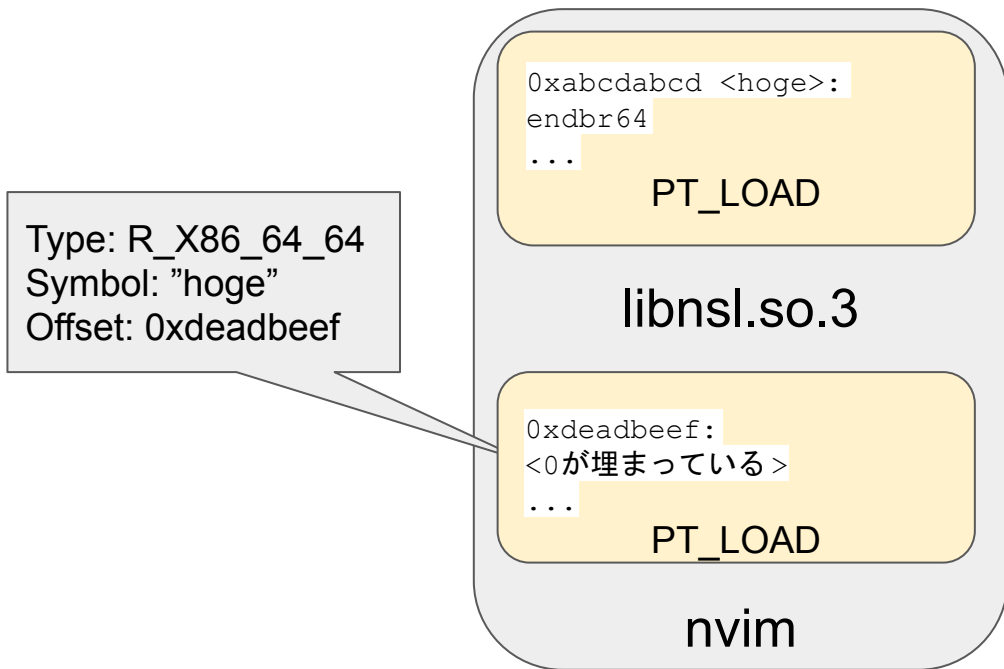 0xabcdabcd <hoge>:
endbr64
...
PT_LOAD
Type: R_X86_64_64
Symbol: ”hoge”
Offset: 0xdeadbeef
libnsl.so.3
0xdeadbeef:
<0が埋まっている>
...
PT_LOAD
nvim